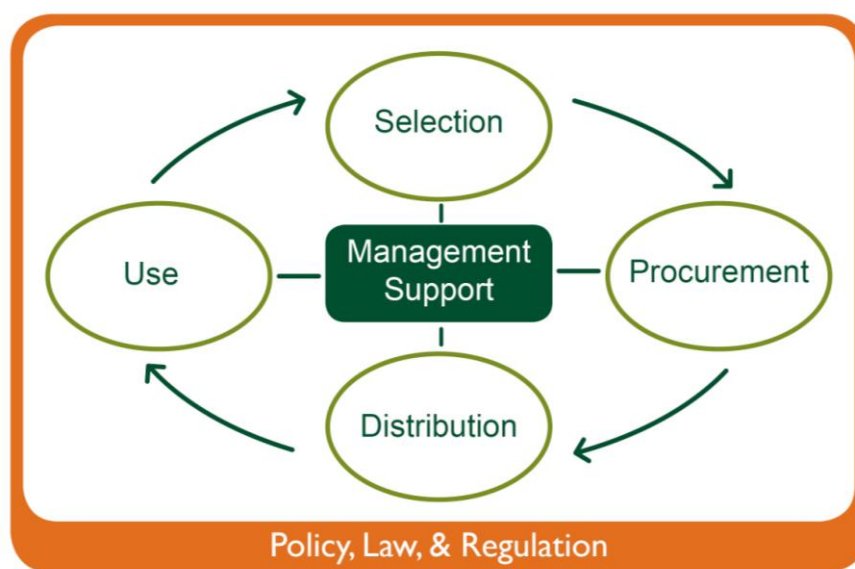 Selection
Use
Management
Support
Procurement
Distribution
Policy, Law, & Regulation